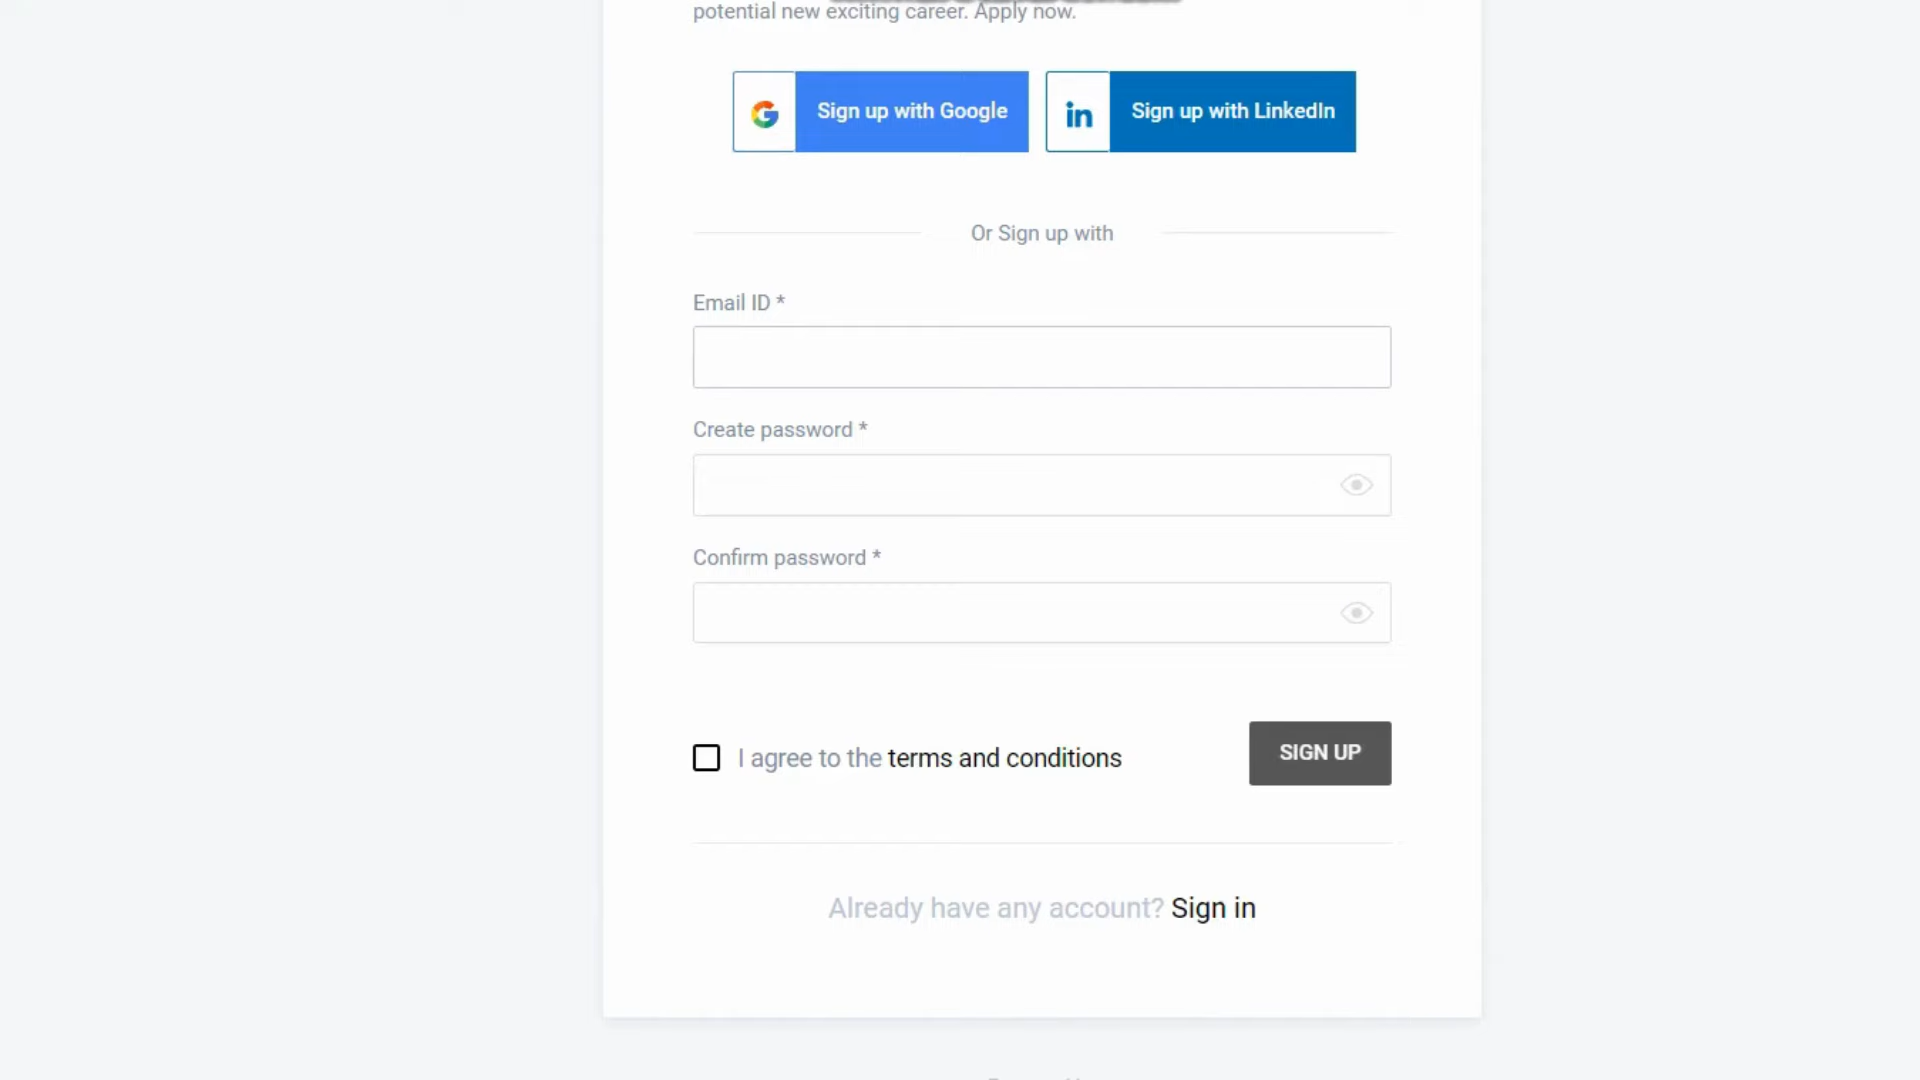 potential new exciting career. Apply now.
Sign up with Google
in Sign up with LinkedIn
Or Sign up with
Email ID *
Create password *
Confirm password *
I agree to the terms and conditions
SIGN UP
Already have any account? Sign in